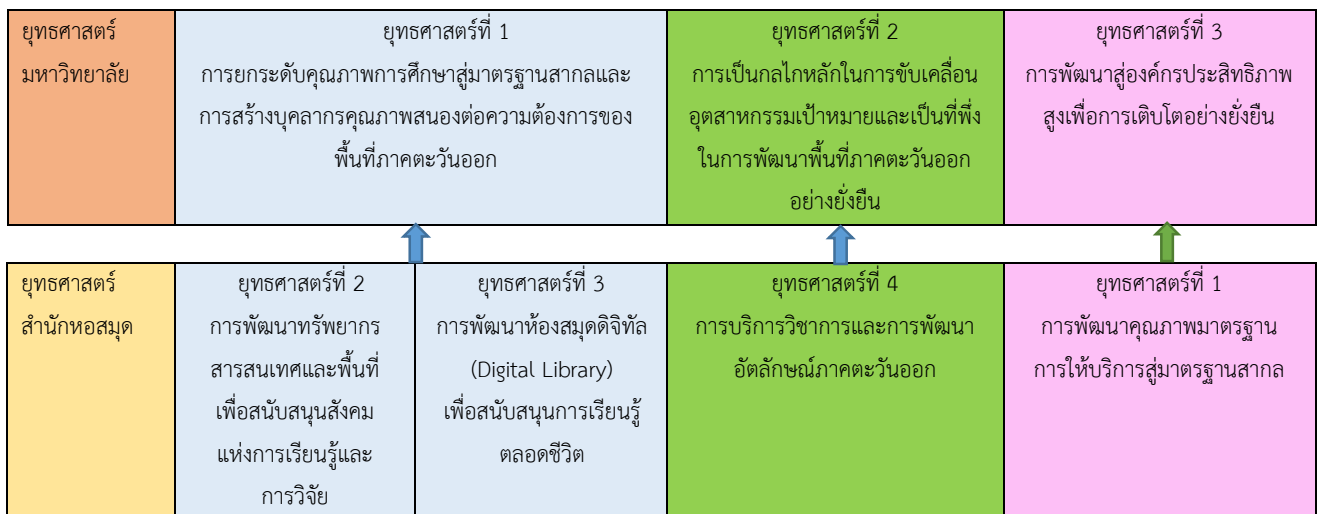 ยุทธศาสตร์
มหาวิทยาลัย
ยุทธศาสตร์ที่ 1
การยกระดับคุณภาพการศึกษาสู่มาตรฐานสากลและ
การสร้างบุคลากรคุณภาพสนองต่อความต้องการของ
พื้นที่ภาคตะวันออก
ยุทธศาสตร์ที่ 2
การเป็นกลไกหลักในการขับเคลื่อน
อุตสาหกรรมเป้าหมายและเป็นที่พึ่ง
ในการพัฒนาพื้นที่ภาคตะวันออก
อย่างยั่งยืน
ยุทธศาสตร์ที่ 3
การพัฒนาสู่องค์กรประสิทธิภาพ
สูงเพื่อการเติบโตอย่างยั่งยืน
ยุทธศาสตร์
สำนักหอสมุด
ยุทธศาสตร์ที่ 2
การพัฒนาทรัพยากร
สารสนเทศและพื้นที่
เพื่อสนับสนุนสังคม
แห่งการเรียนรู้และ
การวิจัย
ยุทธศาสตร์ที่ 3
การพัฒนาห้องสมุดดิจิทัล
(Digital Library)
เพื่อสนับสนุนการเรียนรู้
ตลอดชีวิต
ยุทธศาสตร์ที่ 4
การบริการวิชาการและการพัฒนา
อัตลักษณ์ภาคตะวันออก
ยุทธศาสตร์ที่ 1
การพัฒนาคุณภาพมาตรฐาน
การให้บริการสู่มาตรฐานสากล